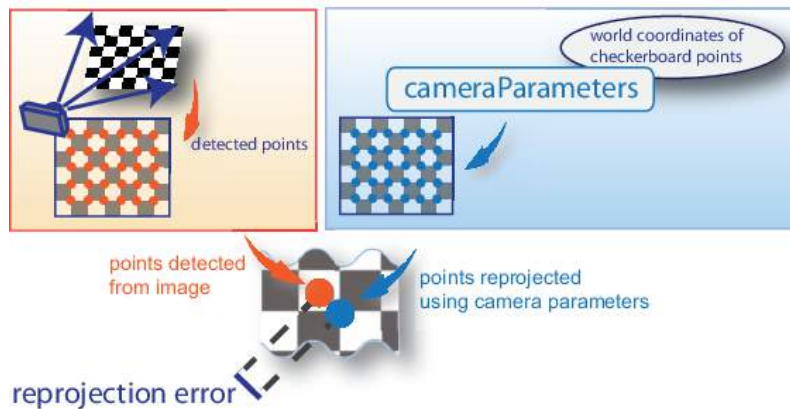 world coordinates of
checkerboard points
cameraParameters
detected points
points detected
from image
points reprojected
using camera parameters
reprojection error